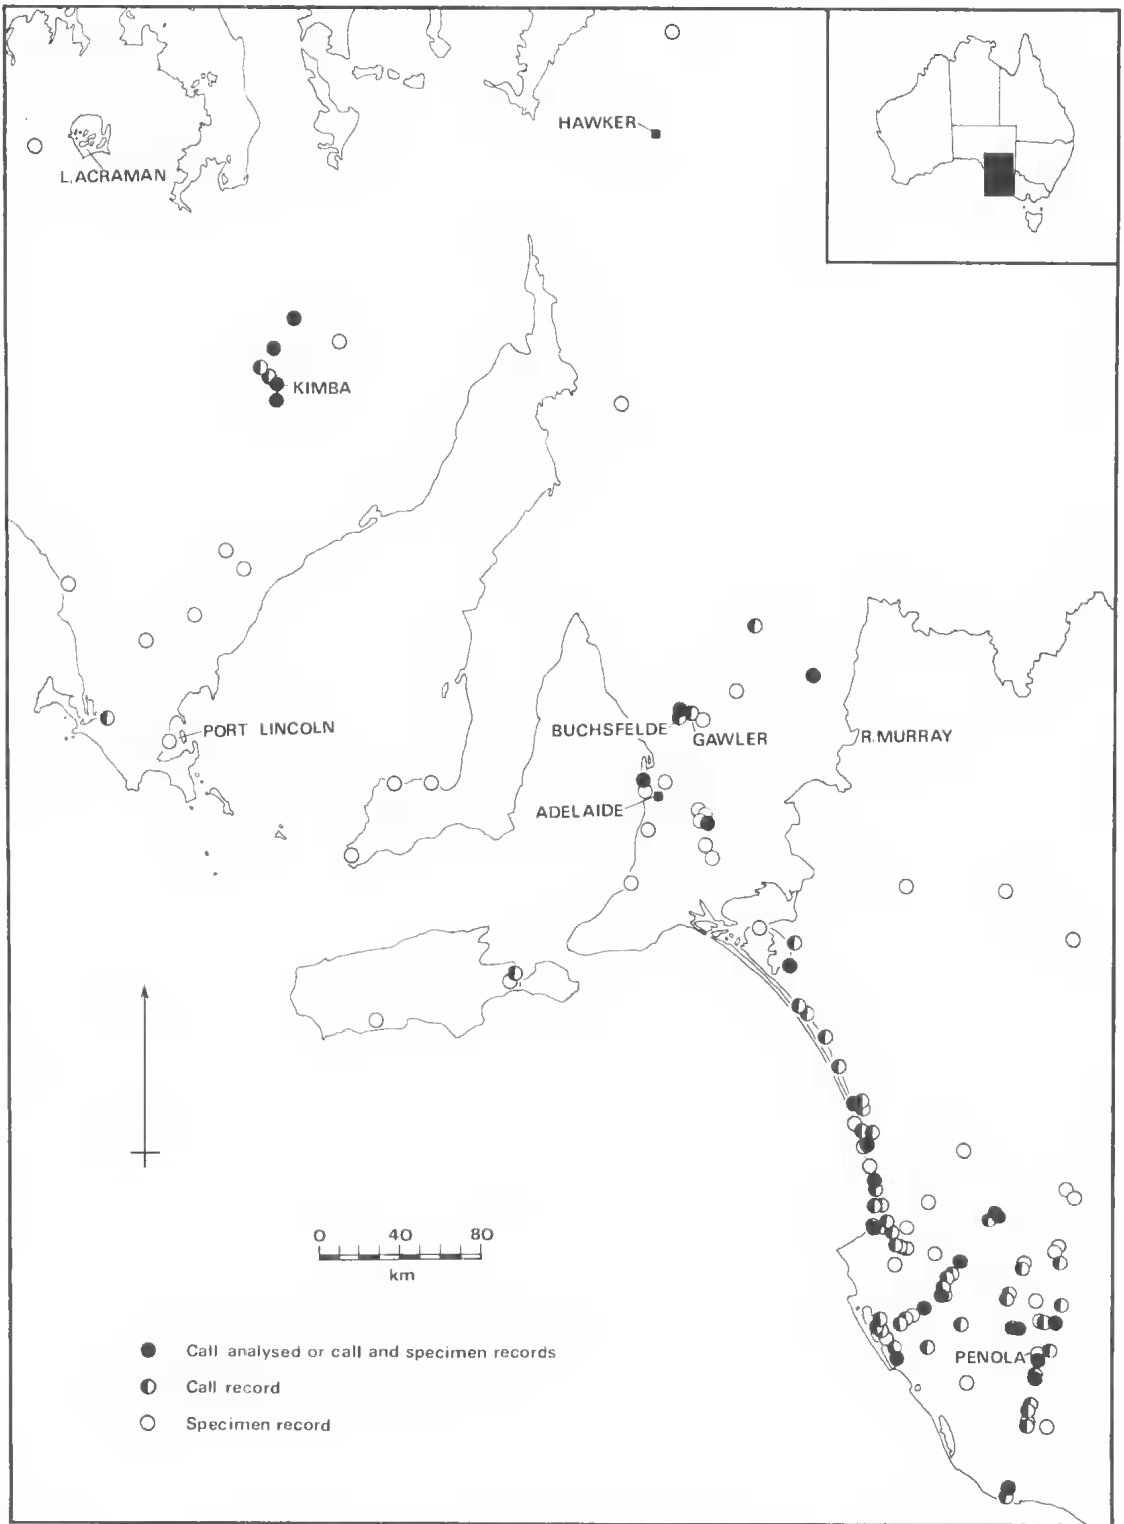 HAWKER
L. ACRAMAN
KIMBA
PORT LINCOLN
BUCHSFELDE
GAWLER
R. MURRAY
ADELAIDE
0 40 80
km
PENOLA
Call analysed or call and specimen records
Call record
Specimen record